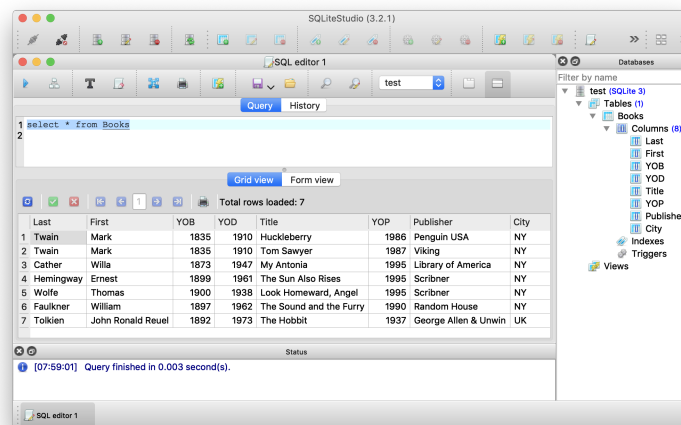 SQLiteStudio (3.2.1)
SQL editor 1
test
Query History
1 select * from Books
2
Grid view Form view
1 Total rows loaded: 7
Last First YOB YOD Title YOP Publisher City
1 Twain Mark 1835 1910 Huckleberry 1986 Penguin USA NY
2 Twain Mark 1835 1910 Tom Sawyer 1987 Viking NY
3 Cather Willa 1873 1947 My Antonia 1995 Library of America NY
4 Hemingway Ernest 1899 1961 The Sun Also Rises 1995 Scribner NY
5 Wolfe Thomas 1900 1938 Look Homeward, Angel 1995 Scribner NY
6 Faulkner William 1897 1962 The Sound and the Furry 1990 Random House NY
7 Tolkien John Ronald Reuel 1892 1973 The Hobbit 1937 George Allen & Unwin UK
Status
[07:59:01] Query finished in 0.003 second(s).
SQL editor 1
Databases
Filter by name
test (SQLite 3)
Tables (1)
Books
Columns (8)
Last
First
YOB
YOD
Title
YOP
Publishe
City
Indexes
Triggers
Views